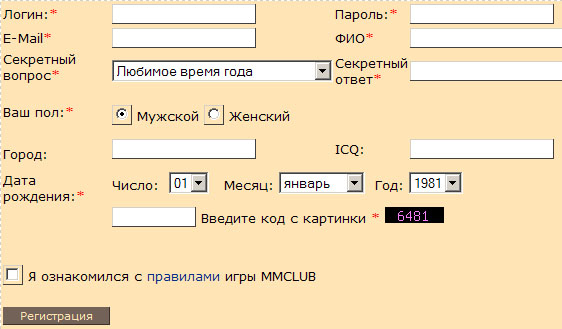 Логин:* Пароль:*
E-Mail* ФИО*
Секретный вопрос* Любимое время года Секретный ответ*
Ваш пол:* Мужской Женский
Город: ICQ:
Дата рождения:* Число: 01 Месяц: январь Год: 1981
Введите код с картинки * 6481
Я ознакомился с правилами игры MMCLUB
Регистрация